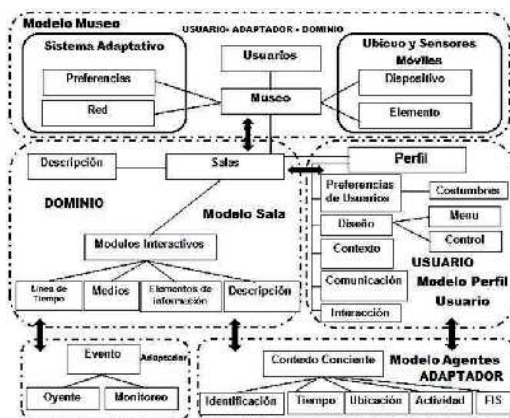 Modelo Museo
USUARIO- ADAPTADOR - DOMINIO
Sistema Adaptativo
Preferencias
Red
Usuarios
Museo
Ubicuo y Sensores
Móviles
Dispositivo
Elemento
Descripción
Salas
DOMINIO
Modelo Sala
Modulos Interactivos
Linea de
Tiempo
Medios
Elementos de
información
Descripción
Perfil
Preferencias
de Usuarios
Costumbres
Diseño
Menu
Control
Contexto
USUARIO
Comunicación
Modelo Perfil
Usuario
Interacción
Evento
Adaptador
Oyente
Monitoreo
Contexto Conciente
Modelo Agentes
ADAPTADOR
Identificación
Tiempo
Ubicación
Actividad
FIS